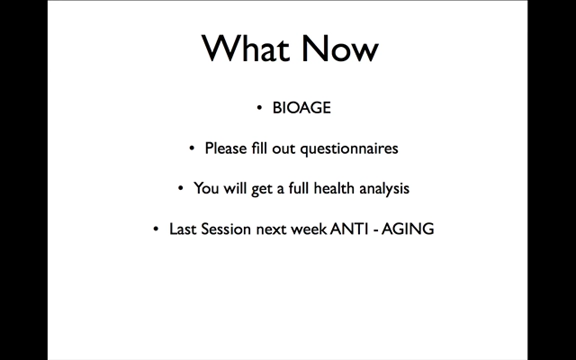 What Now
• BIOAGE
• Please fill out questionnaires
• You will get a full health analysis
• Last Session next week ANTI - AGING